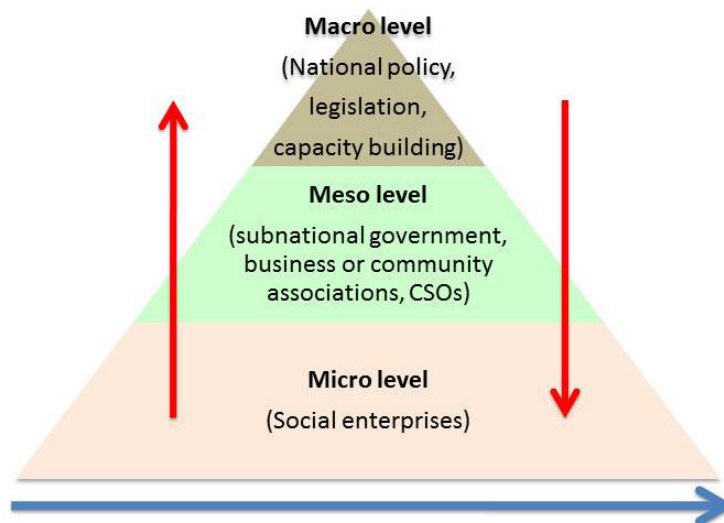 Macro level
(National policy,
legislation,
capacity building)
Meso level
(subnational government,
business or community
associations, CSOs)
Micro level
(Social enterprises)